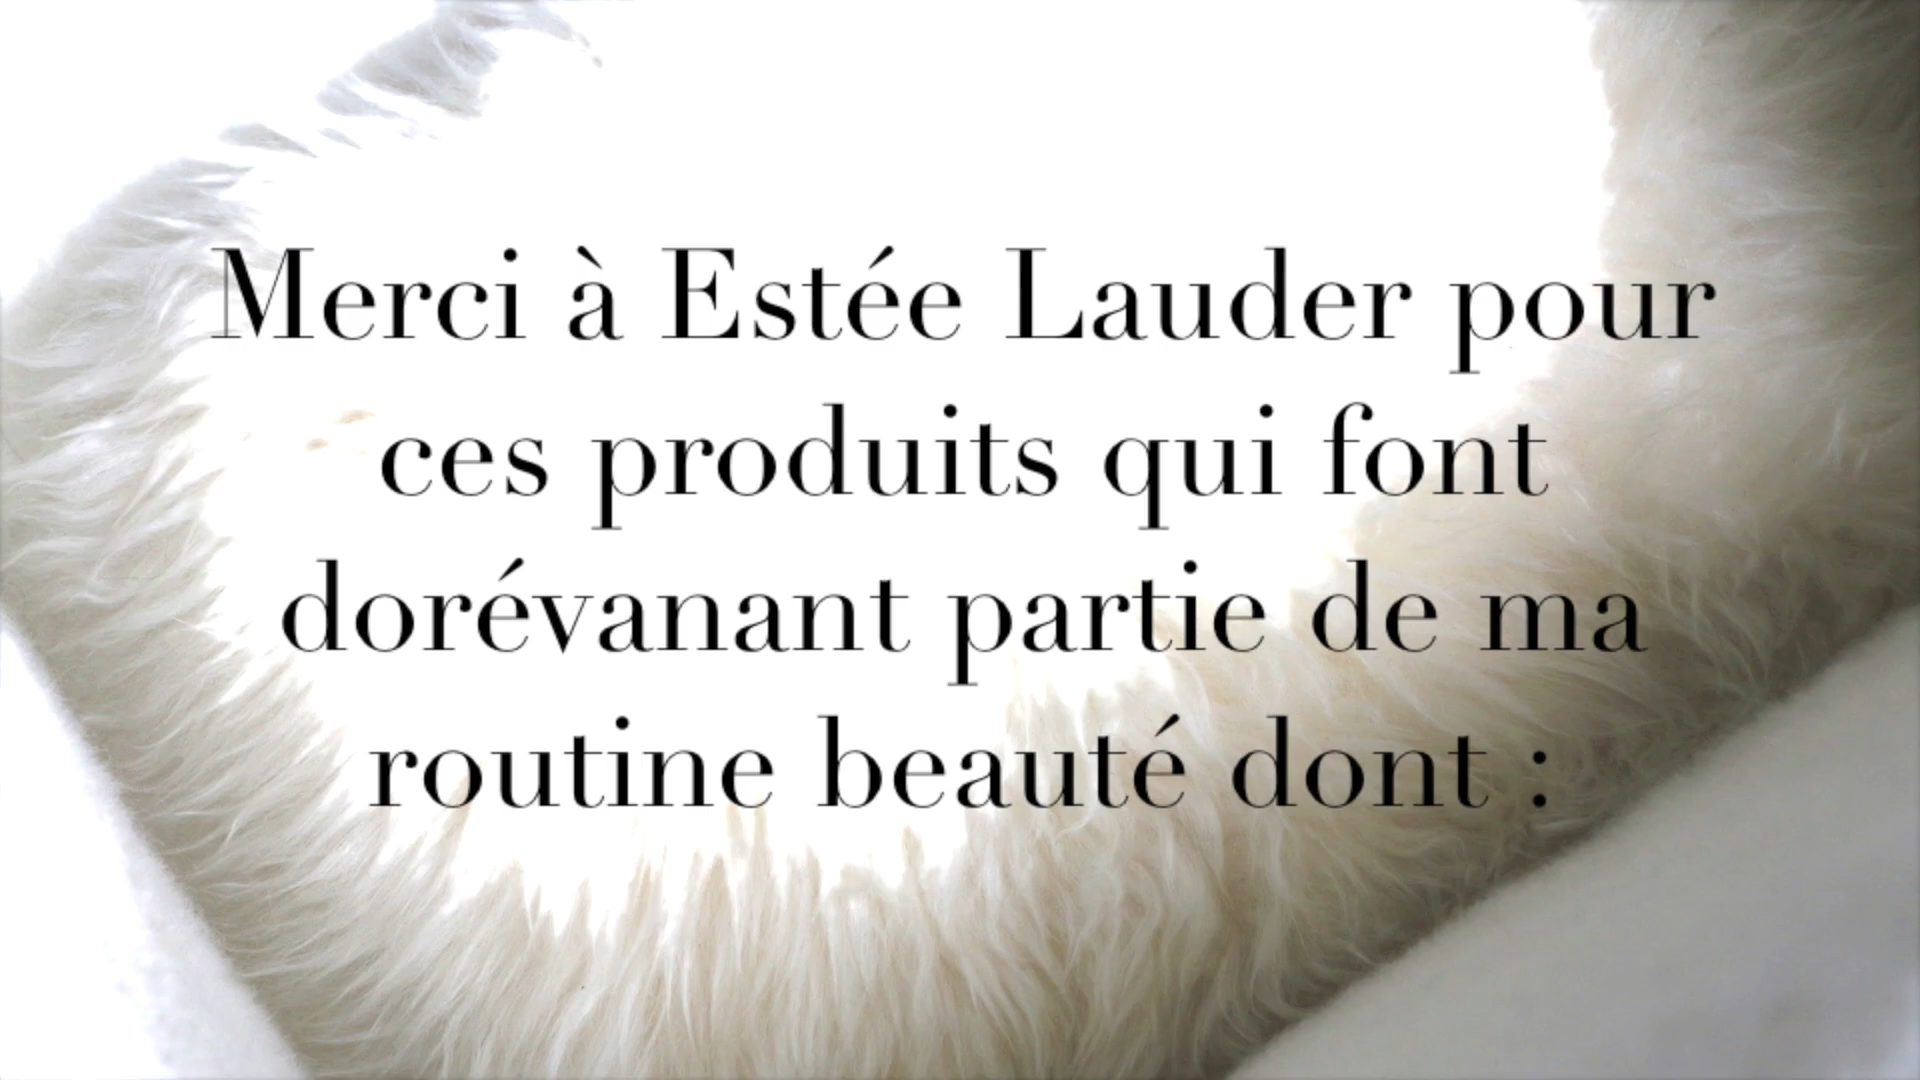 Merci à Estée Lauder pour
ces produits qui font
dorévanant partie de ma
routine beauté dont :